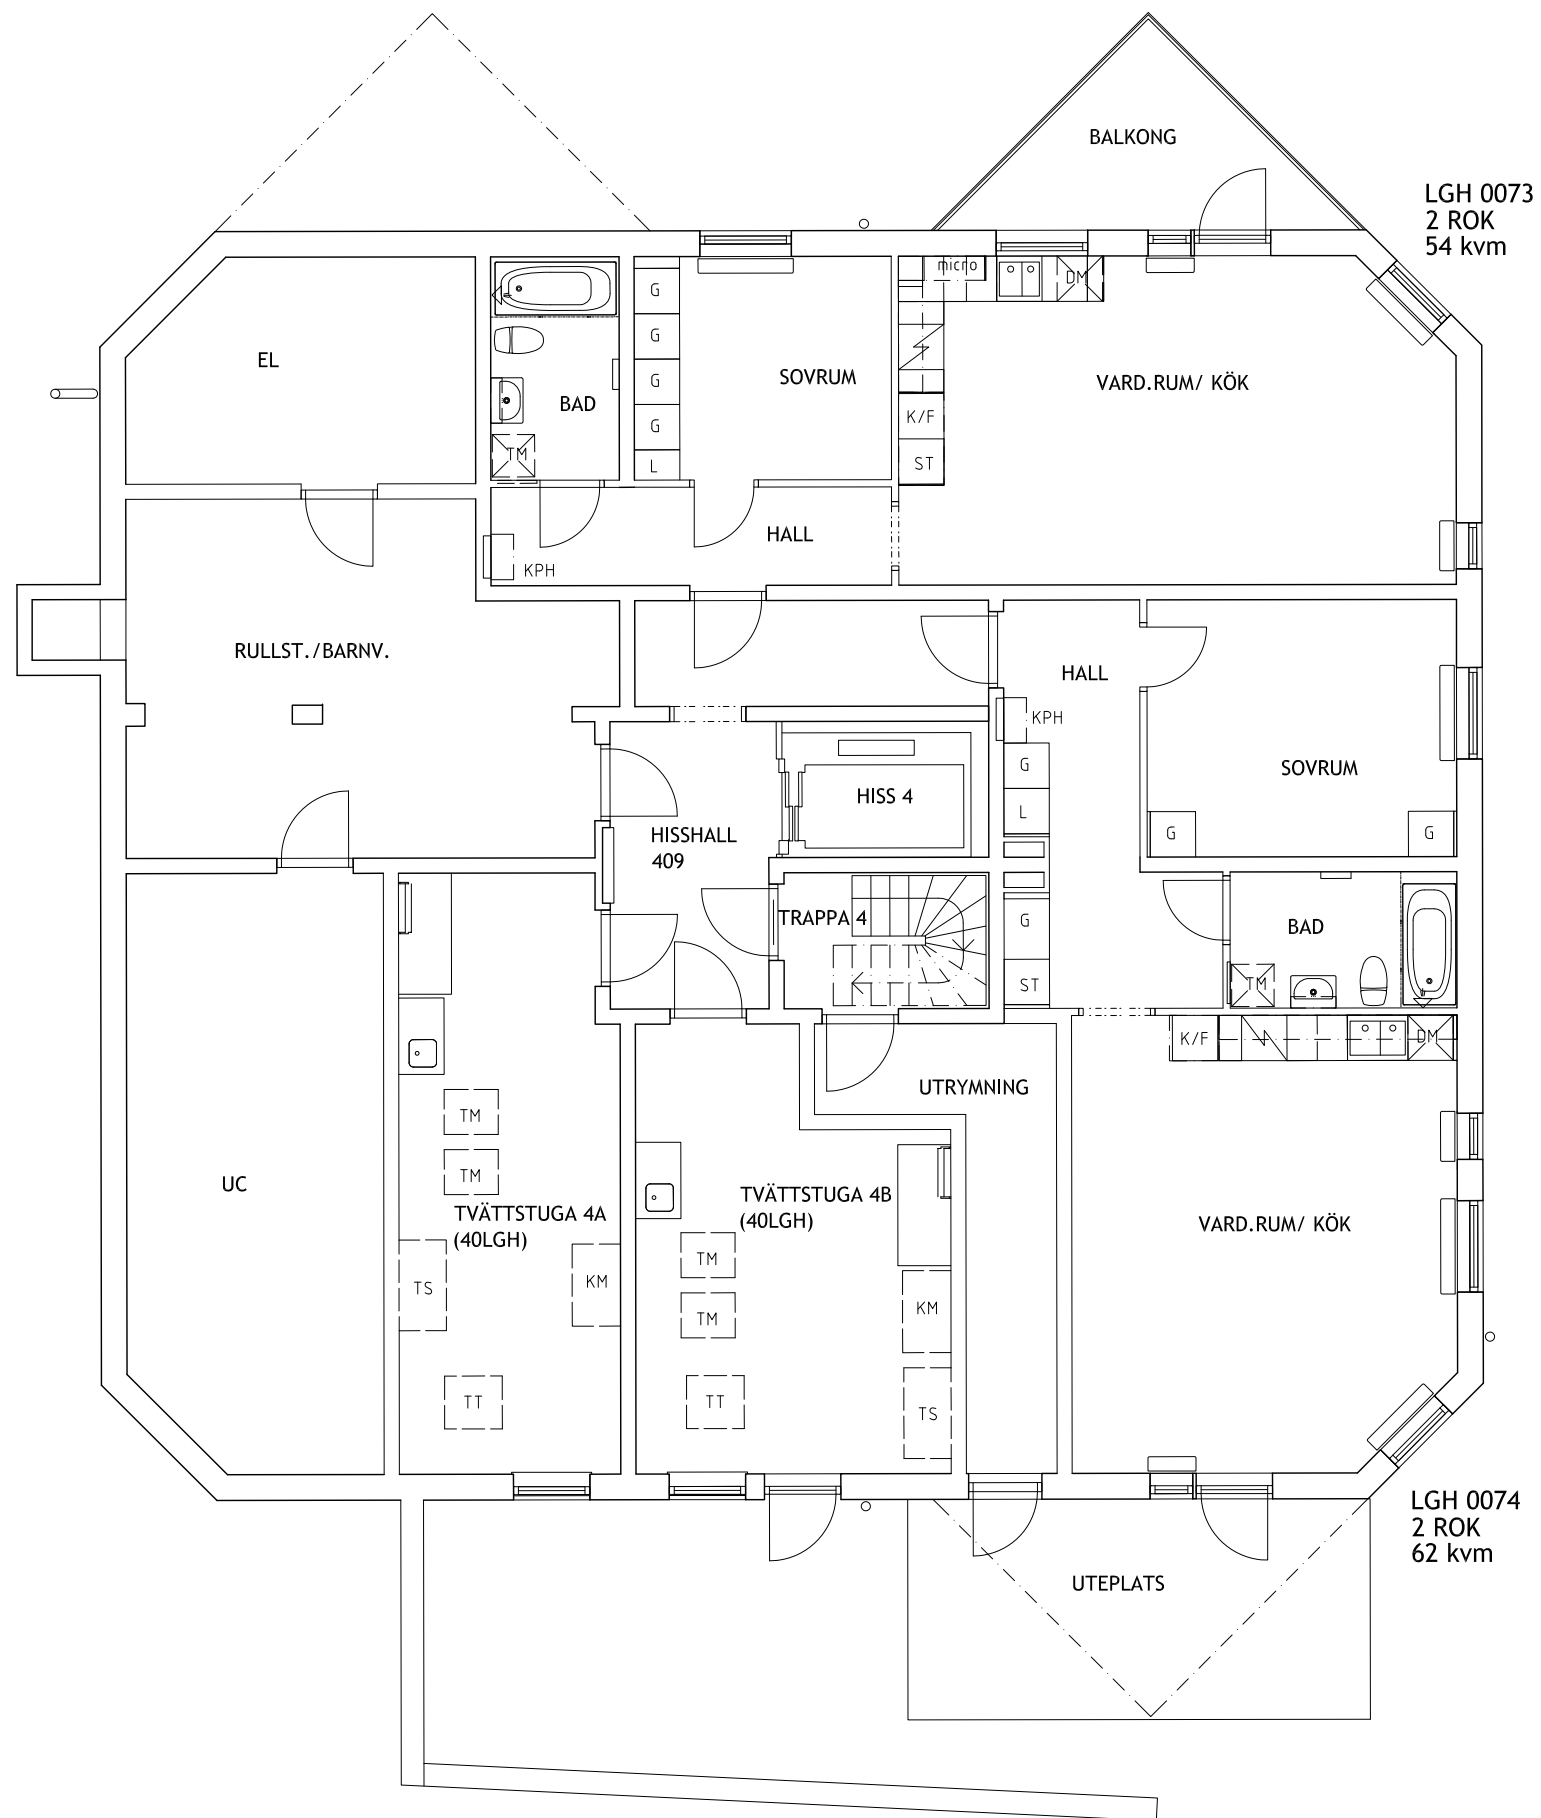 BALKONG
LGH 0073
2 ROK
54 kvm
micro
DM
G
G
G
G
L
EL
BAD
TM
SOVRUM
VARD.RUM/ KÖK
K/F
ST
HALL
KPH
RULLST./BARNV.
HALL
KPH
G
L
SOVRUM
G
G
HISS 4
HISSHALL
409
TRAPPA 4
G
ST
BAD
TM
K/F
DM
UTRYMNING
TM
TM
UC
TVÄTTSTUGA 4A
(40LGH)
TS
KM
TT
TVÄTTSTUGA 4B
(40LGH)
TM
TM
KM
TT
TS
VARD.RUM/ KÖK
LGH 0074
2 ROK
62 kvm
UTEPLATS